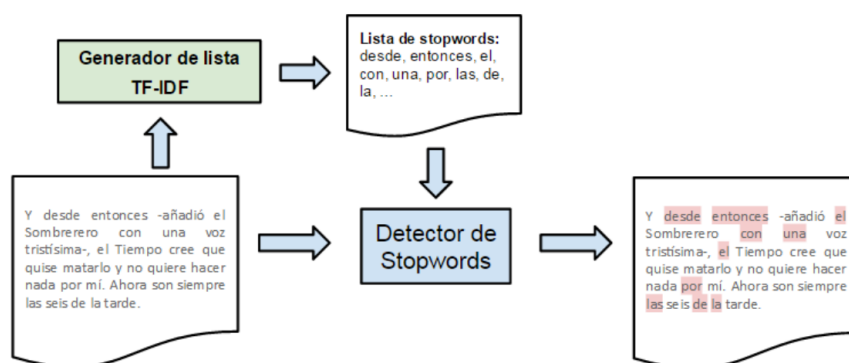 Generador de lista
TF-IDF
Lista de stopwords:
desde, entonces, el,
con, una, por, las, de,
la, ...
Y desde entonces -añadió el
Sombrerero con una voz
tristísima-, el Tiempo cree que
quise matarlo y no quiere hacer
nada por mí. Ahora son siempre
las seis de la tarde.
Detector de
Stopwords
Y desde entonces -añadió el
Sombrerero con una voz
tristísima-, el Tiempo cree que
quise matarlo y no quiere hacer
nada por mí. Ahora son siempre
las seis de la tarde.